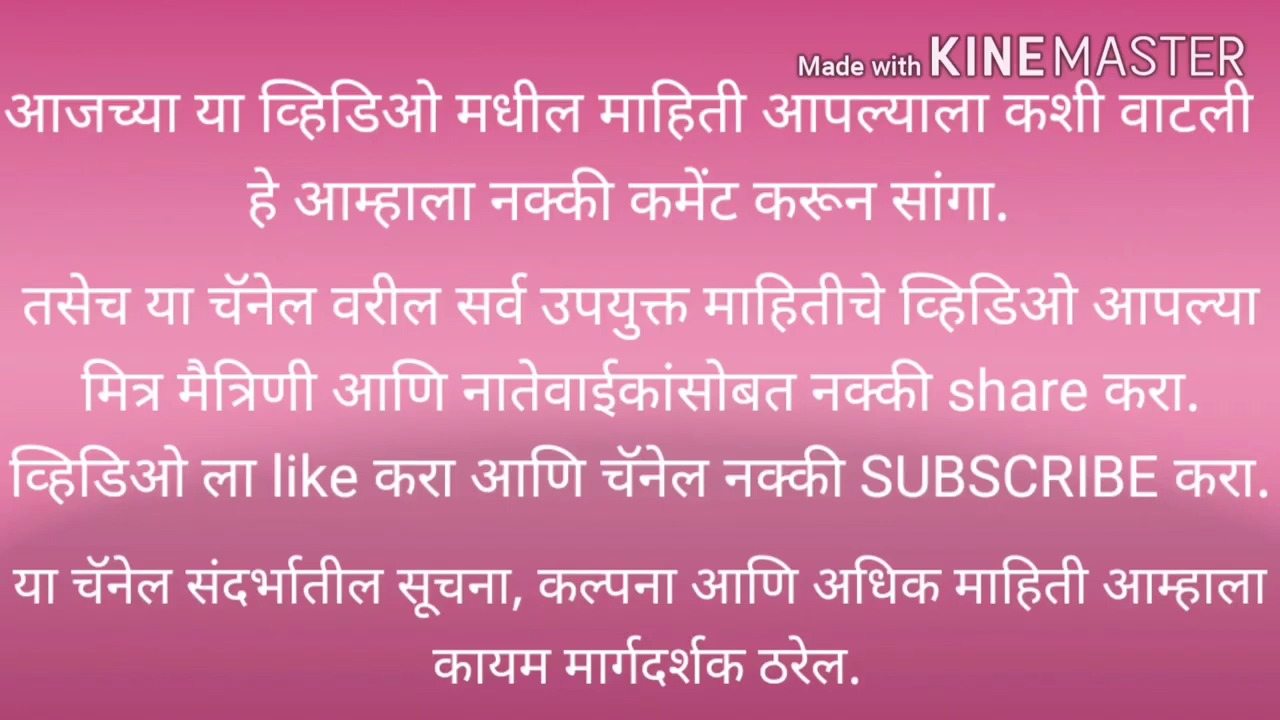 Made with KINEMASTER
आजच्या या व्हिडिओ मधील माहिती आपल्याला कशी वाटली
हे आम्हाला नक्की कमेंट करून सांगा.
तसेच या चॅनेल वरील सर्व उपयुक्त माहितीचे व्हिडिओ आपल्या
मित्र मैत्रिणी आणि नातेवाईकांसोबत नक्की share करा.
व्हिडिओ ला like करा आणि चॅनेल नक्की SUBSCRIBE करा.
या चॅनेल संदर्भातील सूचना, कल्पना आणि अधिक माहिती आम्हाला
कायम मार्गदर्शक ठरेल.